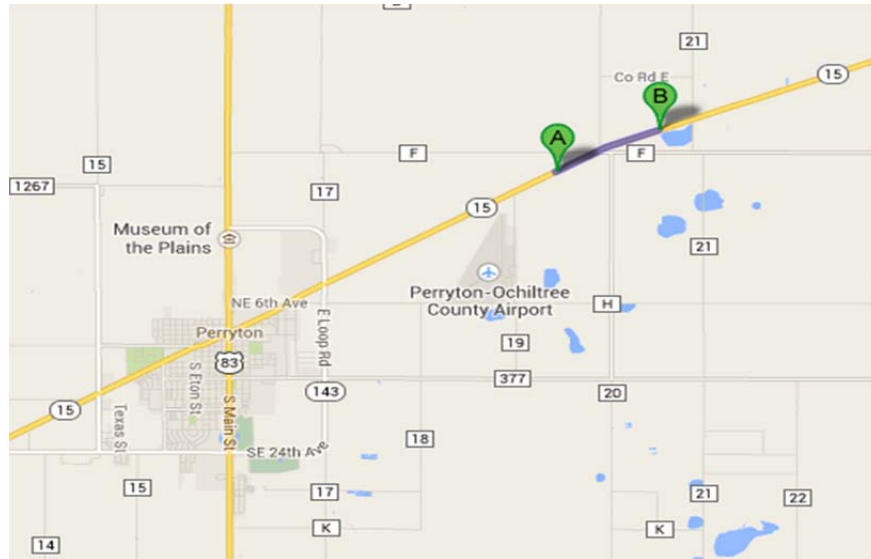 21
Co Rd E
15
B
A
F
F
15
1267
17
15
Museum of
the Plains
21
Perryton-Ochiltree
County Airport
NE 6th Ave
H
E Loop Rd
Perryton
19
83
377
S Eton St
143
20
15
Texas St
S Main St
18
SE 24th Ave
15
17
21
22
K
K
14